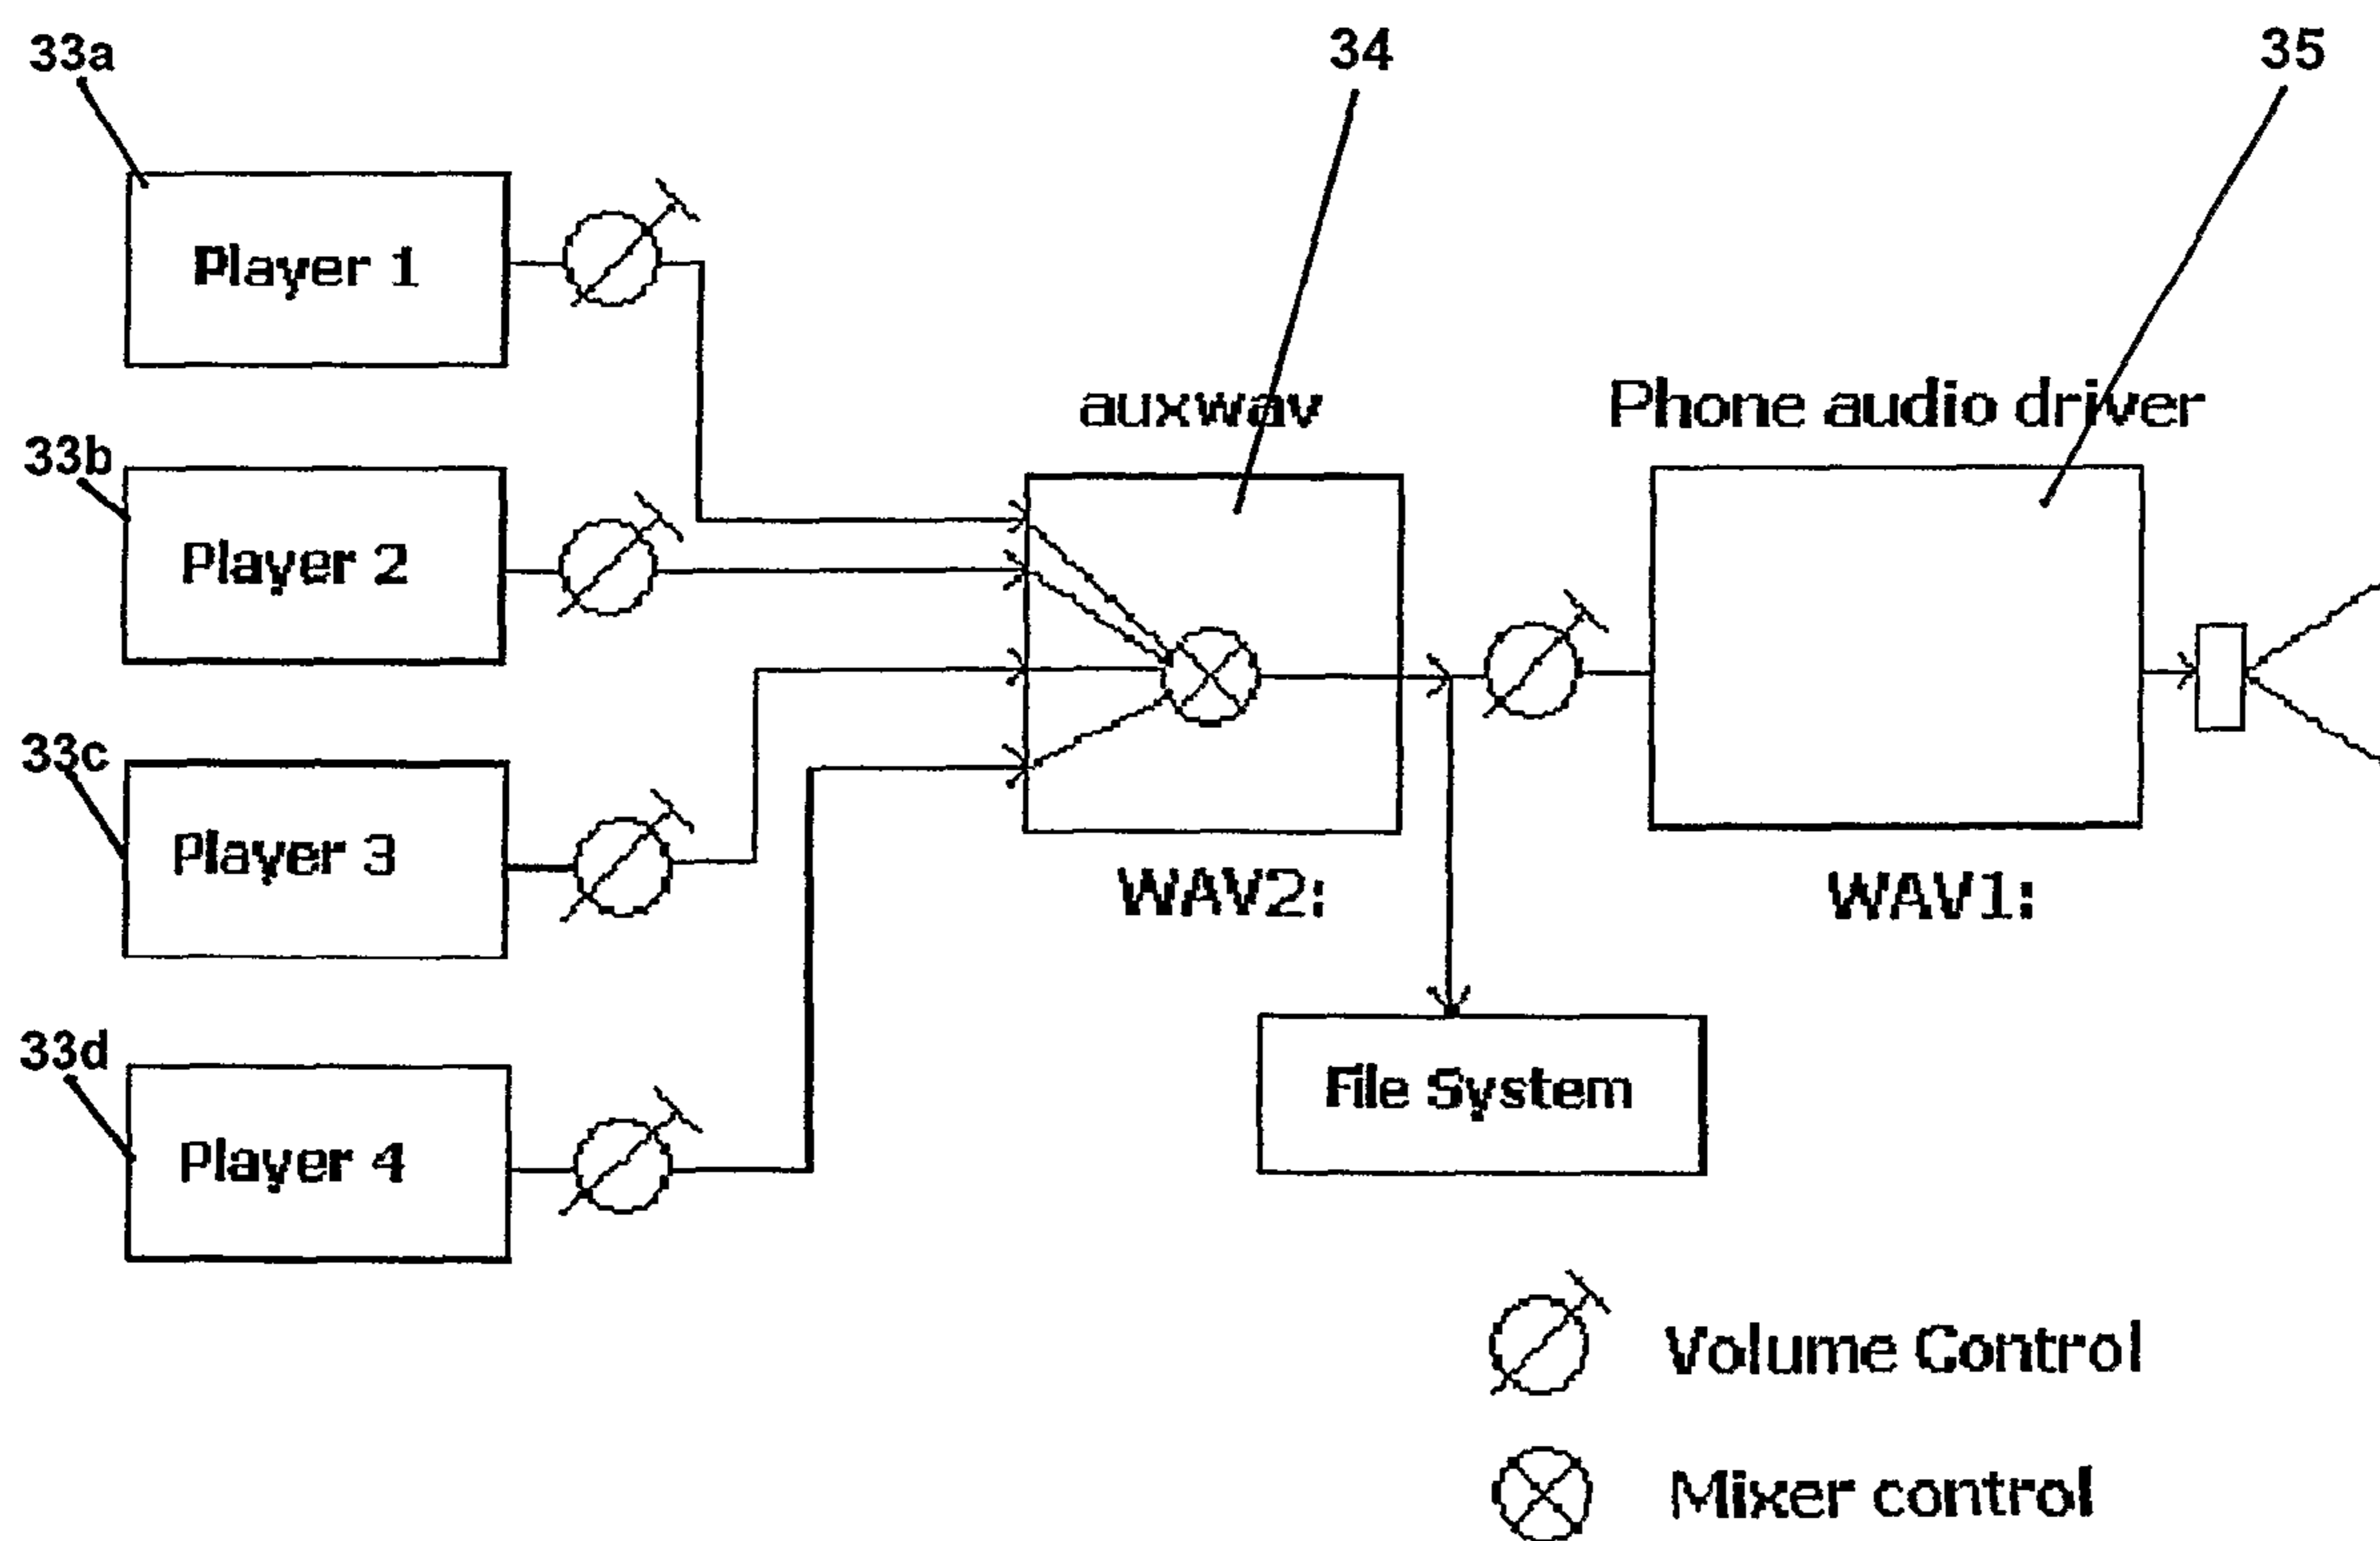 33a
34
35
Player 1
auxwav
Phone audio driver
33b
Player 2
33c
Player 3
WAV2:
WAV1:
33d
Player 4
File System
Volume Control
Mixer control